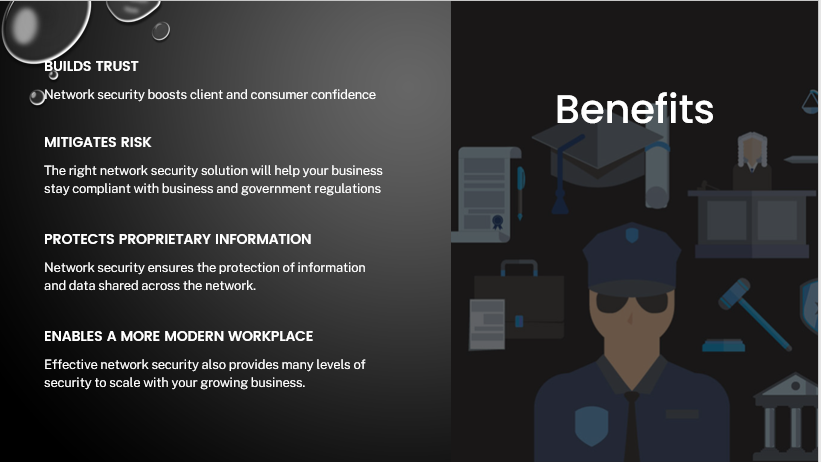 BUILDS TRUST
Network security boosts client and consumer confidence
MITIGATES RISK
The right network security solution will help your business
stay compliant with business and government regulations
PROTECTS PROPRIETARY INFORMATION
Network security ensures the protection of information
and data shared across the network.
ENABLES A MORE MODERN WORKPLACE
Effective network security also provides many levels of
security to scale with your growing business.
Benefits